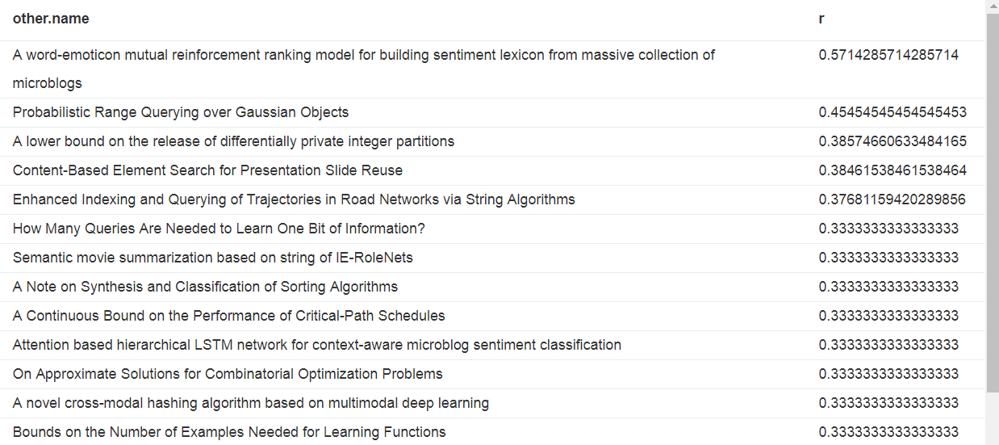 other.name r
A word-emoticon mutual reinforcement ranking model for building sentiment lexicon from massive collection of 0.5714285714285714
microblogs
Probabilistic Range Querying over Gaussian Objects 0.45454545454545453
A lower bound on the release of differentially private integer partitions 0.38574660633484165
Content-Based Element Search for Presentation Slide Reuse 0.38461538461538464
Enhanced Indexing and Querying of Trajectories in Road Networks via String Algorithms 0.37681159420289856
How Many Queries Are Needed to Learn One Bit of Information? 0.3333333333333333
Semantic movie summarization based on string of IE-RoleNets 0.3333333333333333
A Note on Synthesis and Classification of Sorting Algorithms 0.3333333333333333
A Continuous Bound on the Performance of Critical-Path Schedules 0.3333333333333333
Attention based hierarchical LSTM network for context-aware microblog sentiment classification 0.3333333333333333
On Approximate Solutions for Combinatorial Optimization Problems 0.3333333333333333
A novel cross-modal hashing algorithm based on multimodal deep learning 0.3333333333333333
Bounds on the Number of Examples Needed for Learning Functions 0.3333333333333333